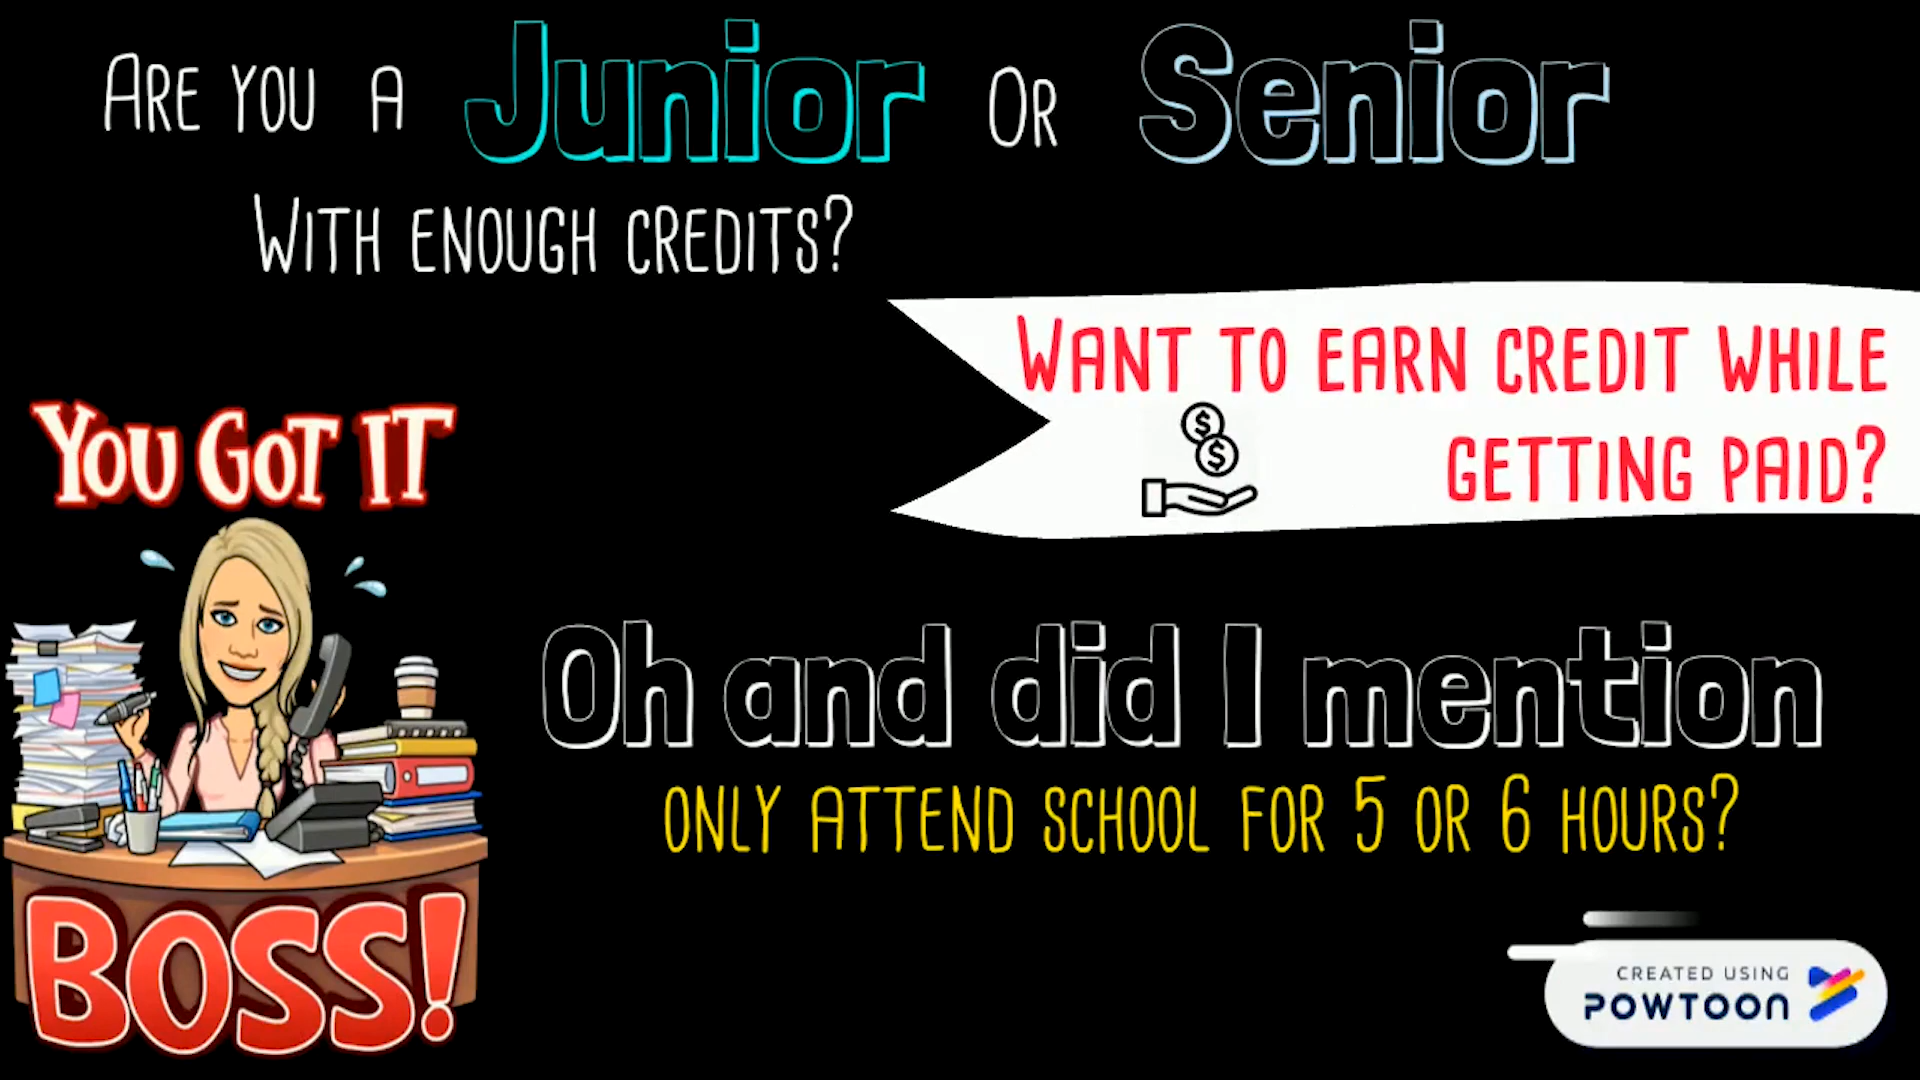 Are you a Junior or Senior
With enough credits?
Want to earn credit while
getting paid?
$
$
You Got It
BOSS!
Oh and did I mention
only attend school for 5 or 6 hours?
CREATED USING
POWTOON